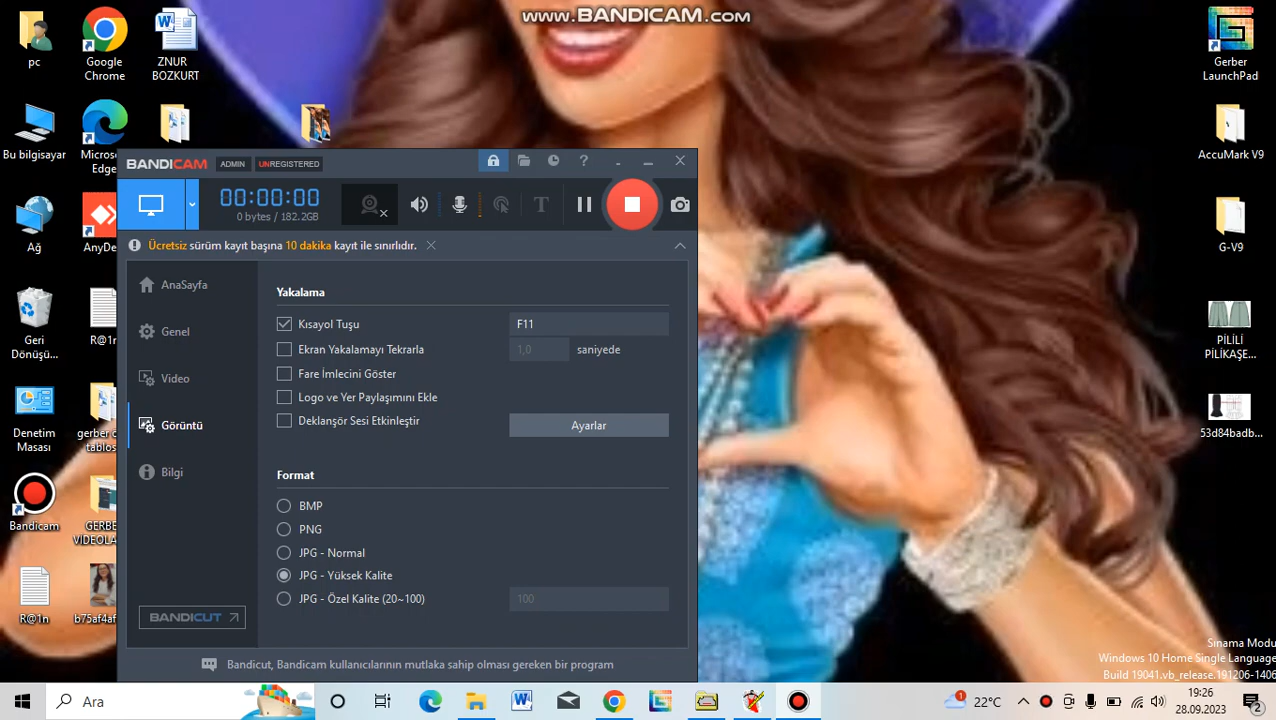 www.BANDICAM.com
pc
Google
Chrome
ZNUR
BOZKURT
Gerber
LaunchPad
Bu bilgisayar
Micros
Edge
AccuMark V9
Ağ
AnyDe
G-V9
Geri
Dönüşü...
R@1n
PİLİLİ
PİLİKAŞE...
Denetim
Masası
gerber d
tablos
53d84badb...
Bandicam
GERBE
VİDEOLA
R@1n
b75af4af
BANDICAM ADMIN UNREGISTERED
00:00:00
0 bytes / 182.2GB
Ücretsiz sürüm kayıt başına 10 dakika kayıt ile sınırlıdır.
AnaSayfa
Genel
Video
Görüntü
Bilgi
BANDICUT
Yakalama
Kısayol Tuşu F11
Ekran Yakalamayı Tekrarla 1,0 saniyede
Fare İmlecini Göster
Logo ve Yer Paylaşımını Ekle
Deklanşör Sesi Etkinleştir Ayarlar
Format
BMP
PNG
JPG - Normal
JPG - Yüksek Kalite
JPG - Özel Kalite (20~100) 100
Bandicut, Bandicam kullanıcılarının mutlaka sahip olması gereken bir program
Sınama Modu
Windows 10 Home Single Language
Build 19041.vb_release.191206-1406
Ara
1
22°C
19:26
28.09.2023
2